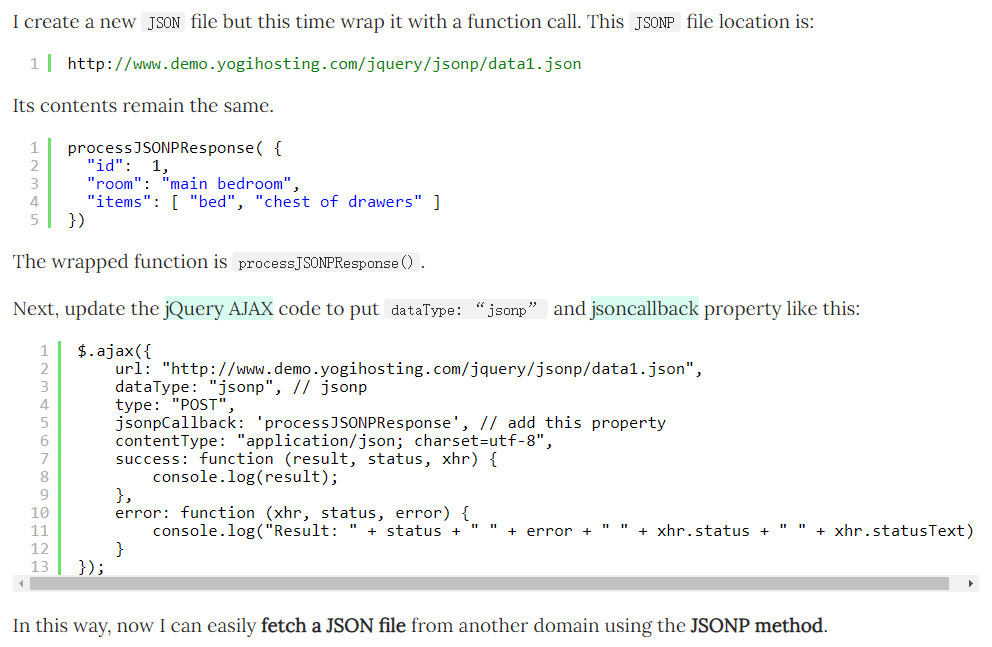 I create a new JSON file but this time wrap it with a function call. This JSONP file location is:
1 http://www.demo.yogihosting.com/jquery/jsonp/data1.json
Its contents remain the same.
1 processJSONPResponse( {
2   "id":  1,
3   "room": "main bedroom",
4   "items": [ "bed", "chest of drawers" ]
5 })
The wrapped function is processJSONPResponse() .
Next, update the jQuery AJAX code to put dataType: “jsonp” and jsoncallback property like this:
1 $.ajax({
2     url: "http://www.demo.yogihosting.com/jquery/jsonp/data1.json",
3     dataType: "jsonp", // jsonp
4     type: "POST",
5     jsonpCallback: 'processJSONPResponse', // add this property
6     contentType: "application/json; charset=utf-8",
7     success: function (result, status, xhr) {
8         console.log(result);
9     },
10     error: function (xhr, status, error) {
11         console.log("Result: " + status + " " + error + " " + xhr.status + " " + xhr.statusText)
12     }
13 });
In this way, now I can easily fetch a JSON file from another domain using the JSONP method.